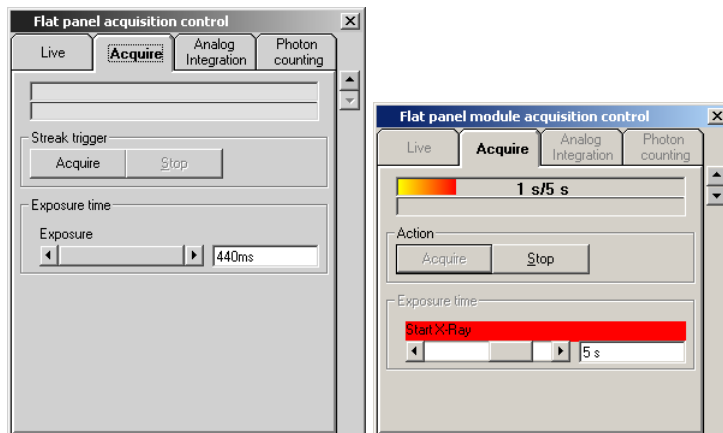 Flat panel acquisition control
Live
Acquire
Analog
Integration
Photon
counting
Streak trigger
Acquire
Stop
Exposure time
Exposure
440ms
Flat panel module acquisition control
Live
Acquire
Analog
Integration
Photon
counting
1 s/5 s
Action
Acquire
Stop
Exposure time
Start X-Ray
5 s